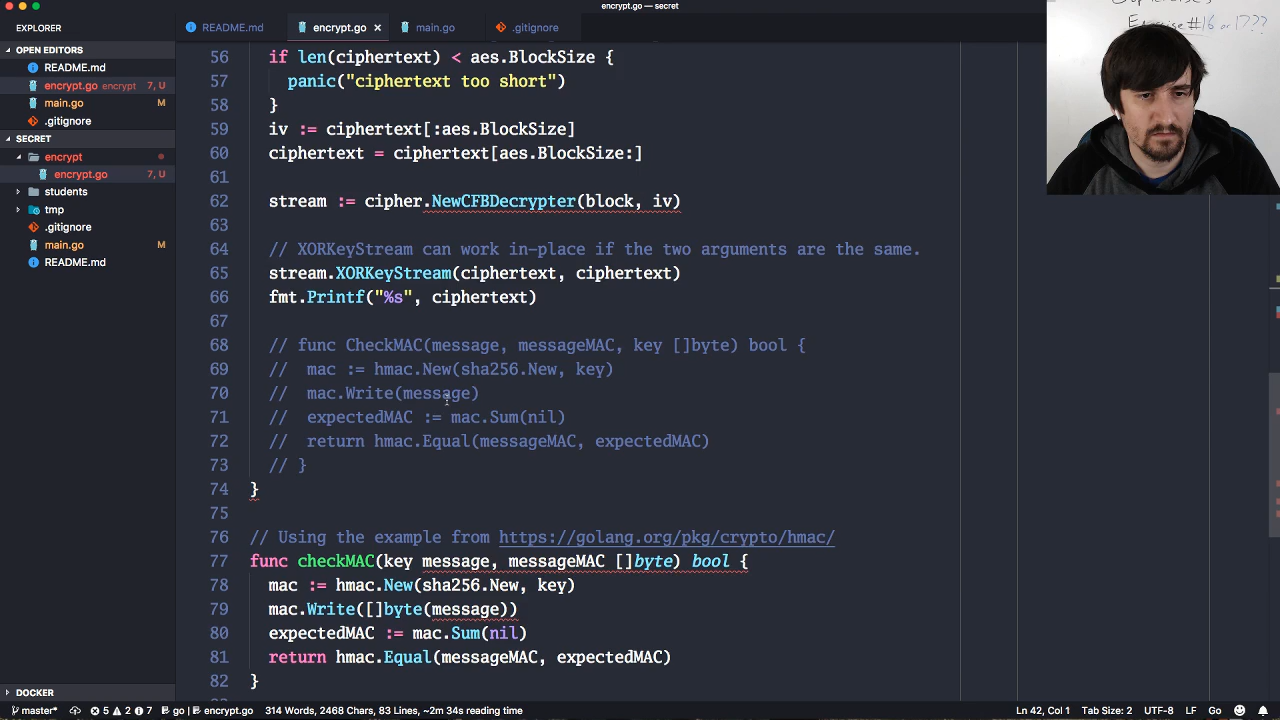 encrypt.go — secret
EXPLORER
OPEN EDITORS
README.md
encrypt.go encrypt 7, U
main.go M
.gitignore
SECRET
encrypt
encrypt.go 7, U
students
tmp
.gitignore
main.go M
README.md
DOCKER
README.md encrypt.go × main.go .gitignore
56 if len(ciphertext) < aes.BlockSize {
57 panic("ciphertext too short")
58 }
59 iv := ciphertext[:aes.BlockSize]
60 ciphertext = ciphertext[aes.BlockSize:]
61
62 stream := cipher.NewCFBDecrypter(block, iv)
63
64 // XORKeyStream can work in-place if the two arguments are the same.
65 stream.XORKeyStream(ciphertext, ciphertext)
66 fmt.Printf("%s", ciphertext)
67
68 // func CheckMAC(message, messageMAC, key []byte) bool {
69 // mac := hmac.New(sha256.New, key)
70 // mac.Write(message)
71 // expectedMAC := mac.Sum(nil)
72 // return hmac.Equal(messageMAC, expectedMAC)
73 // }
74 }
75
76 // Using the example from https://golang.org/pkg/crypto/hmac/
77 func checkMAC(key message, messageMAC []byte) bool {
78 mac := hmac.New(sha256.New, key)
79 mac.Write([]byte(message))
80 expectedMAC := mac.Sum(nil)
81 return hmac.Equal(messageMAC, expectedMAC)
82 }
Exercise #16 or 17???
master* 5 2 7 go | encrypt.go 314 Words, 2468 Chars, 83 Lines, ~2m 34s reading time Ln 42, Col 1 Tab Size: 2 UTF-8 LF Go